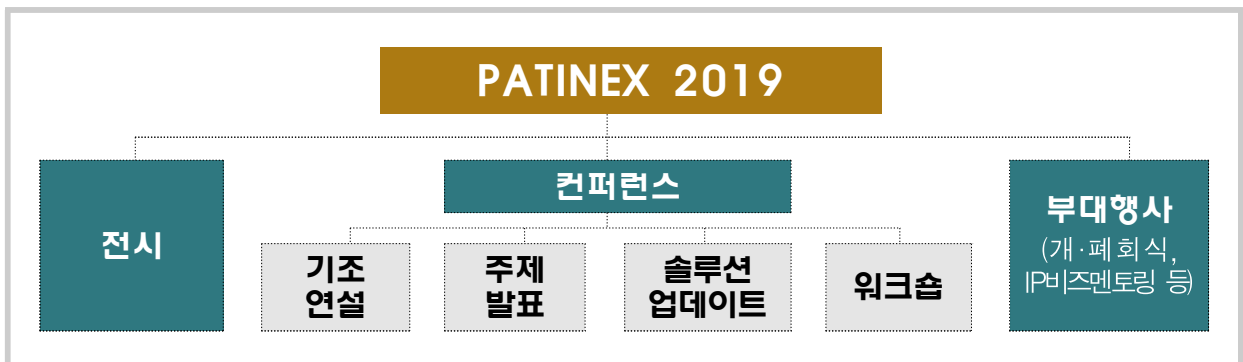 PATINEX 2019
전시
컨퍼런스
기조
연설
주제
발표
솔루션
업데이트
워크숍
부대행사
(개·폐회식,
IP비즈멘토링 등)